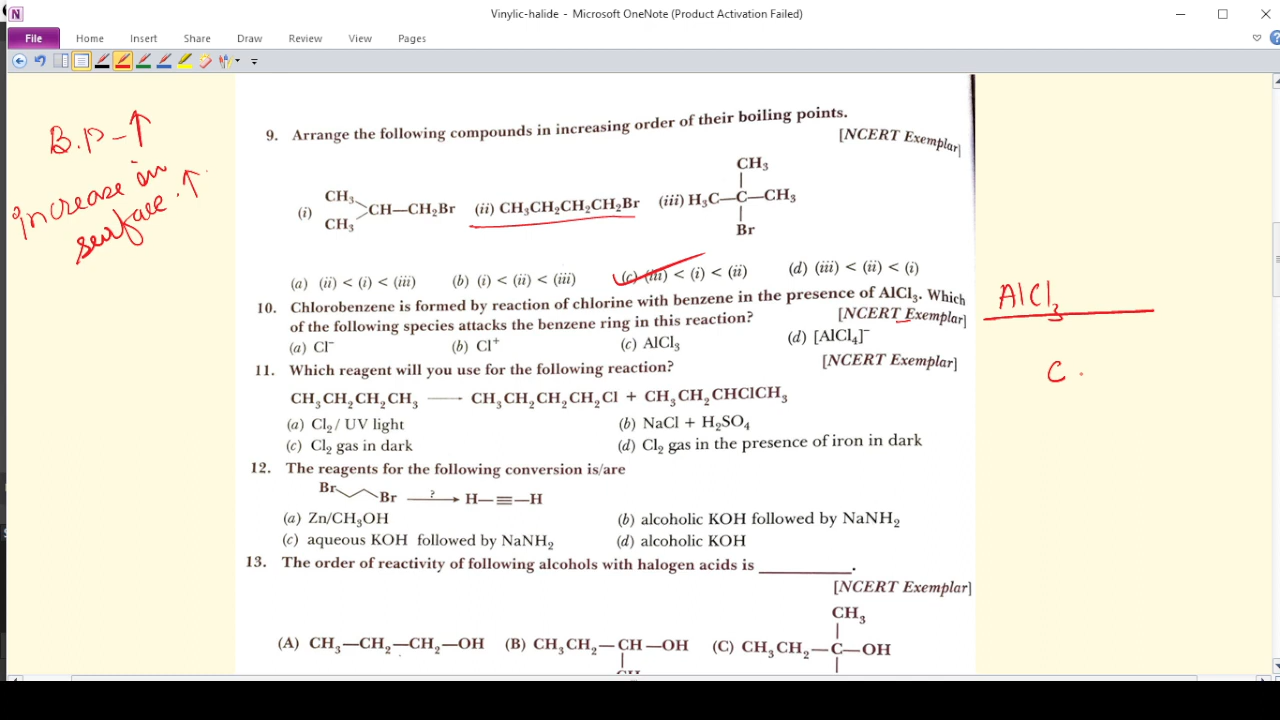 Vinylic-halide - Microsoft OneNote (Product Activation Failed)
File Home Insert Share Draw Review View Pages
B.P - ↑
increase in
surface ↑
9. Arrange the following compounds in increasing order of their boiling points.
[NCERT Exemplar]
(i) CH₃ CH₃ >CH—CH₂Br (ii) CH₃CH₂CH₂CH₂Br (iii) H₃C—C—CH₃
CH₃
Br
(a) (ii) < (i) < (iii) (b) (i) < (ii) < (iii) (c) (iii) < (i) < (ii) (d) (iii) < (ii) < (i)
10. Chlorobenzene is formed by reaction of chlorine with benzene in the presence of AlCl₃. Which
of the following species attacks the benzene ring in this reaction? [NCERT Exemplar]
(a) Cl⁻ (b) Cl⁺ (c) AlCl₃ (d) [AlCl₄]⁻
AlCl₃
C
11. Which reagent will you use for the following reaction? [NCERT Exemplar]
CH₃CH₂CH₂CH₃ —— CH₃CH₂CH₂CH₂Cl + CH₃CH₂CHClCH₃
(a) Cl₂ / UV light (b) NaCl + H₂SO₄
(c) Cl₂ gas in dark (d) Cl₂ gas in the presence of iron in dark
12. The reagents for the following conversion is/are
Br Br ? → H—≡—H
(a) Zn/CH₃OH (b) alcoholic KOH followed by NaNH₂
(c) aqueous KOH followed by NaNH₂ (d) alcoholic KOH
13. The order of reactivity of following alcohols with halogen acids is __________.
[NCERT Exemplar]
CH₃
(A) CH₃—CH₂—CH₂—OH (B) CH₃CH₂—CH—OH (C) CH₃CH₂—C—OH